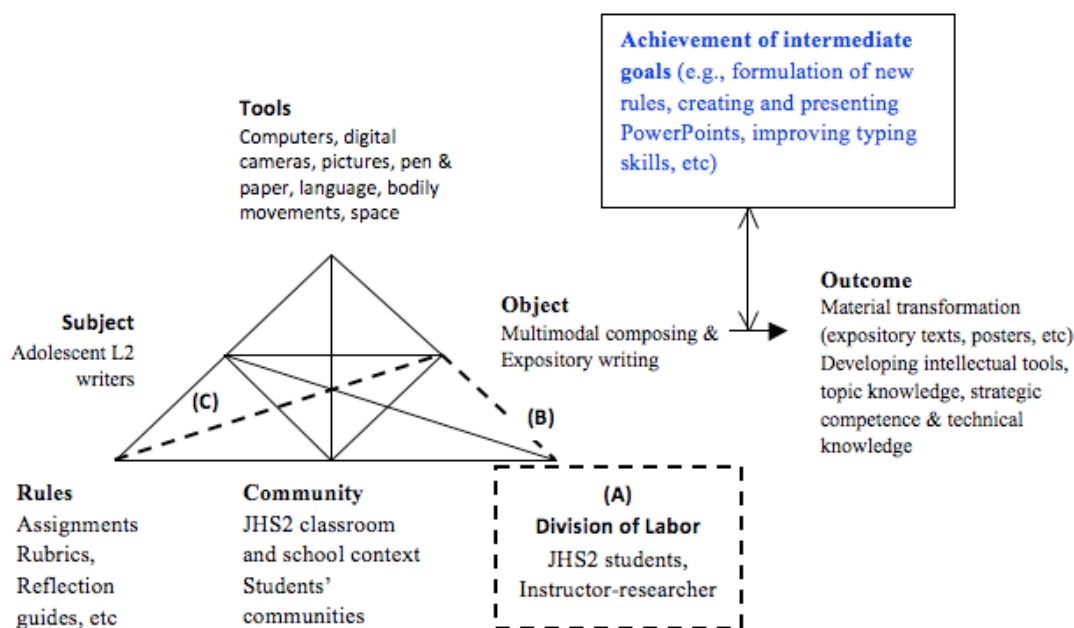 Achievement of intermediate
goals (e.g., formulation of new
rules, creating and presenting
PowerPoints, improving typing
skills, etc)
Tools
Computers, digital
cameras, pictures, pen &
paper, language, bodily
movements, space
Subject
Adolescent L2
writers
Object
Multimodal composing &
Expository writing
Outcome
Material transformation
(expository texts, posters, etc)
Developing intellectual tools,
topic knowledge, strategic
competence & technical
knowledge
(C)
(B)
Rules
Assignments
Rubrics,
Reflection
guides, etc
Community
JHS2 classroom
and school context
Students’
communities
(A)
Division of Labor
JHS2 students,
Instructor-researcher